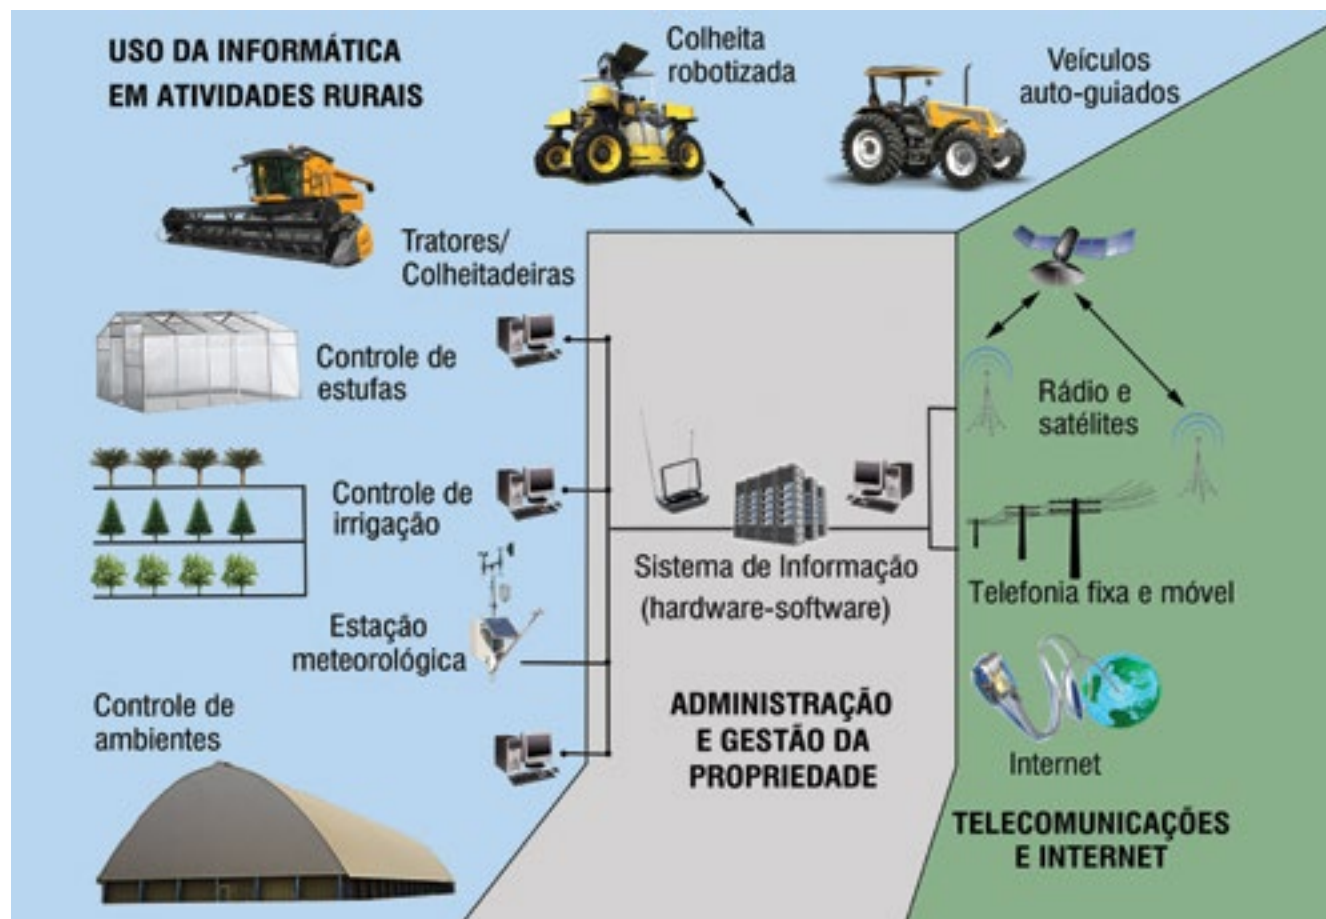 USO DA INFORMÁTICA
EM ATIVIDADES RURAIS
Colheita
robotizada
Veículos
auto-guiados
Tratores/
Colheitadeiras
Controle de
estufas
Controle de
irrigação
Estação
meteorológica
Controle de
ambientes
Sistema de Informação
(hardware-software)
ADMINISTRAÇÃO
E GESTÃO DA
PROPRIEDADE
Rádio e
satélites
Telefonia fixa e móvel
Internet
TELECOMUNICAÇÕES
E INTERNET